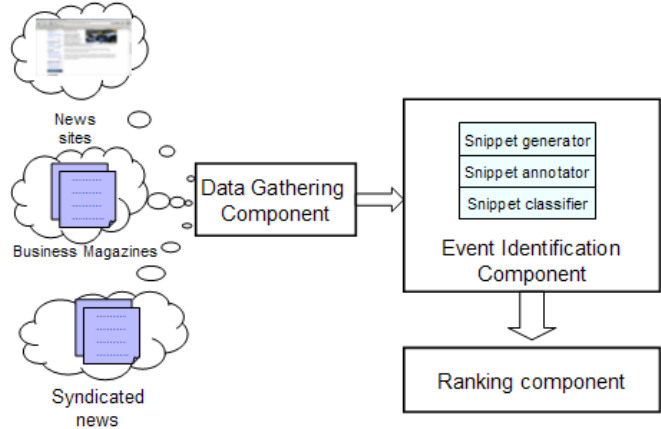 News
sites
Business Magazines
Syndicated
news
Data Gathering
Component
Snippet generator
Snippet annotator
Snippet classifier
Event Identification
Component
Ranking component